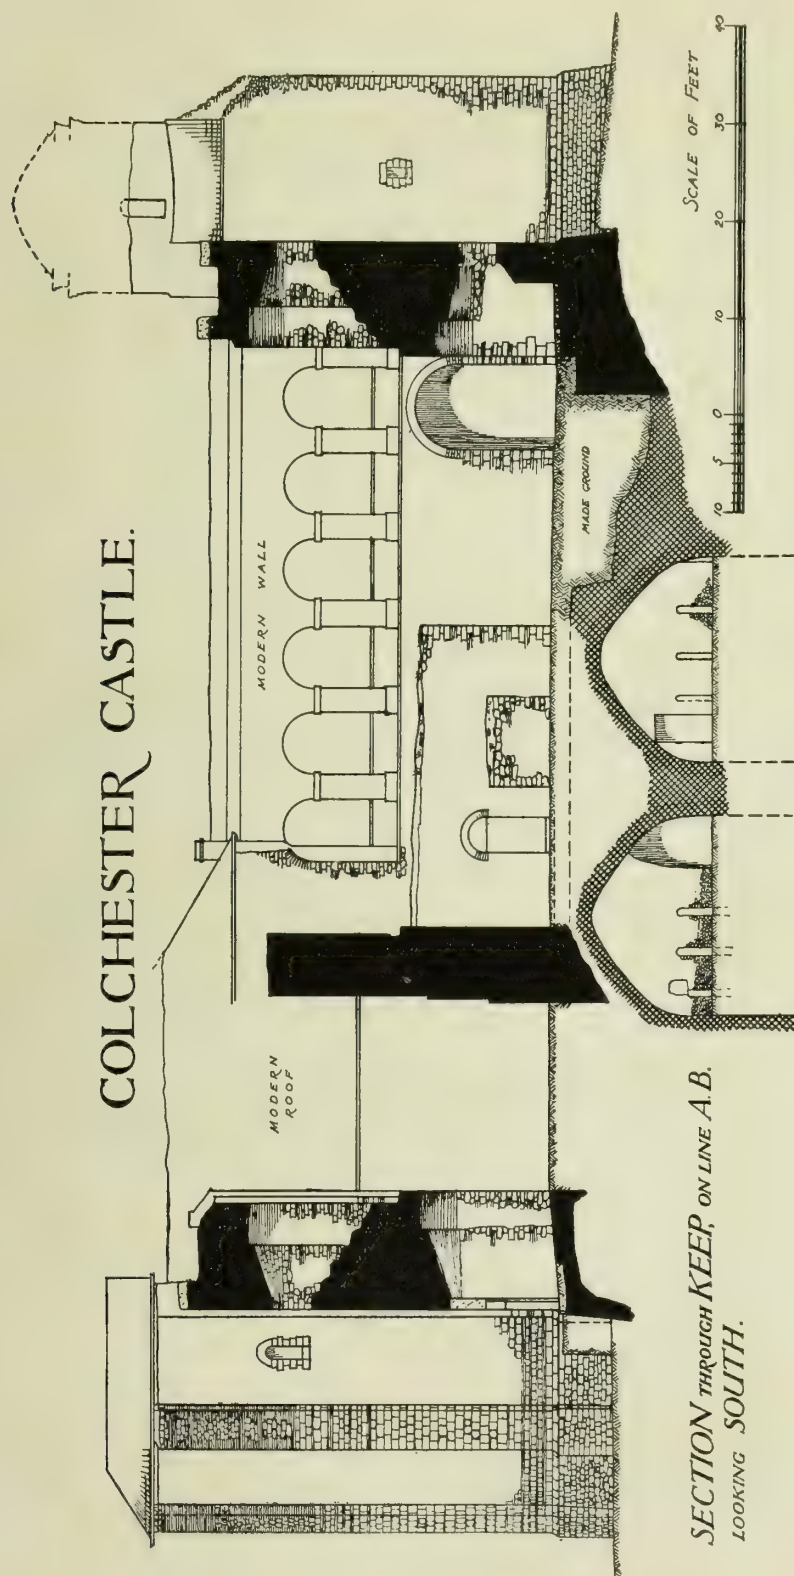 COLCHESTER CASTLE.
MODERN WALL
MODERN
ROOF
MADE GROUND
SECTION THROUGH KEEP, ON LINE A.B.
LOOKING SOUTH.
SCALE OF FEET
10 5 0 10 20 30 40